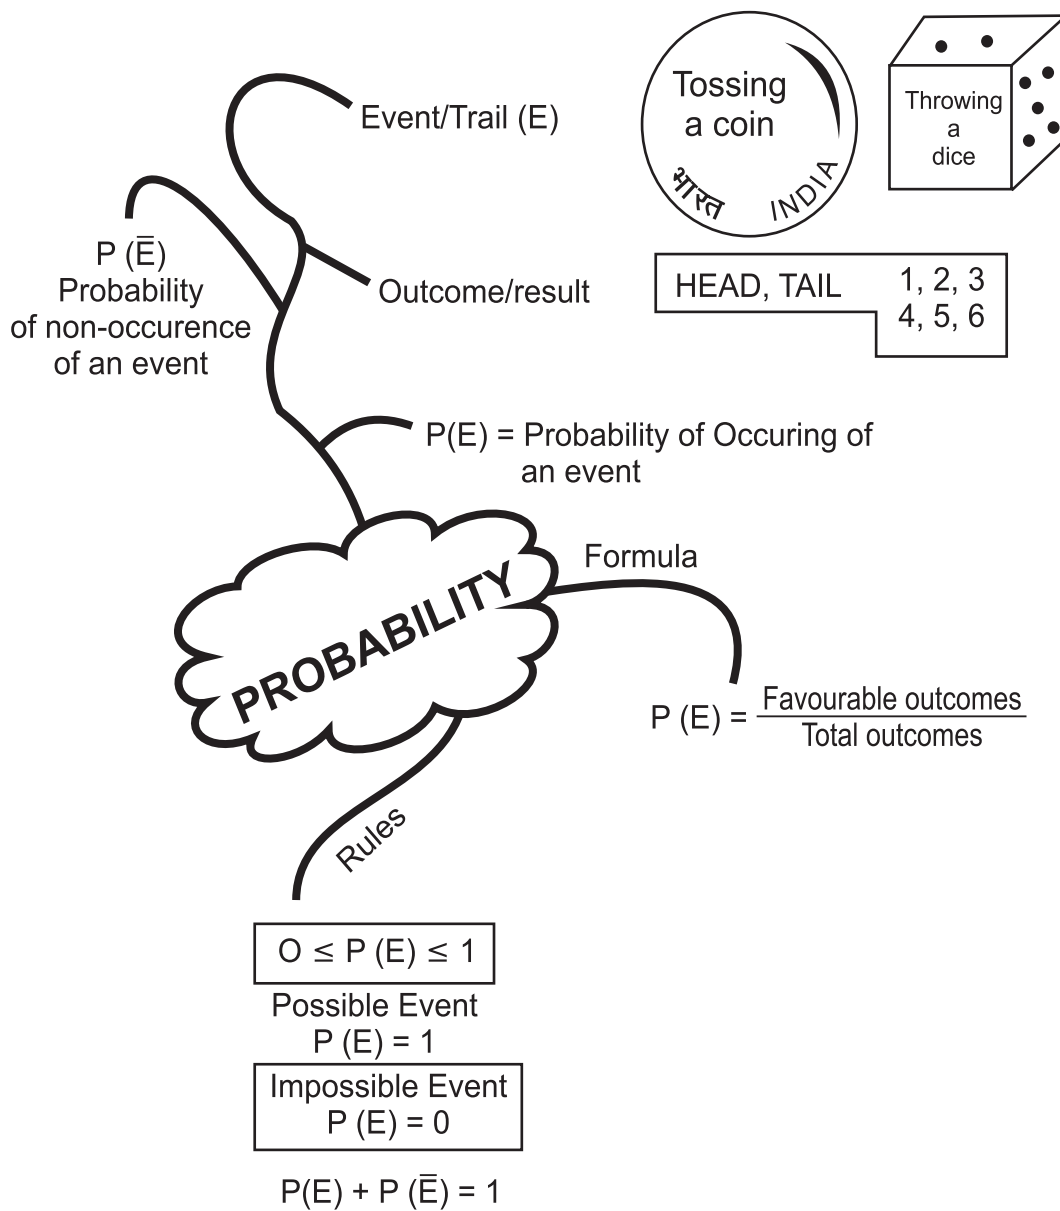 Event/Trail (E)
Tossing
a coin
भारत
INDIA
Throwing
a
dice
P (E̅)
Probability
of non-occurence
of an event
Outcome/result
HEAD, TAIL
1, 2, 3
4, 5, 6
P(E) = Probability of Occuring of
an event
PROBABILITY
Formula
P (E) = Favourable outcomes
Total outcomes
Rules
O ≤ P (E) ≤ 1
Possible Event
P (E) = 1
Impossible Event
P (E) = 0
P(E) + P (E̅) = 1